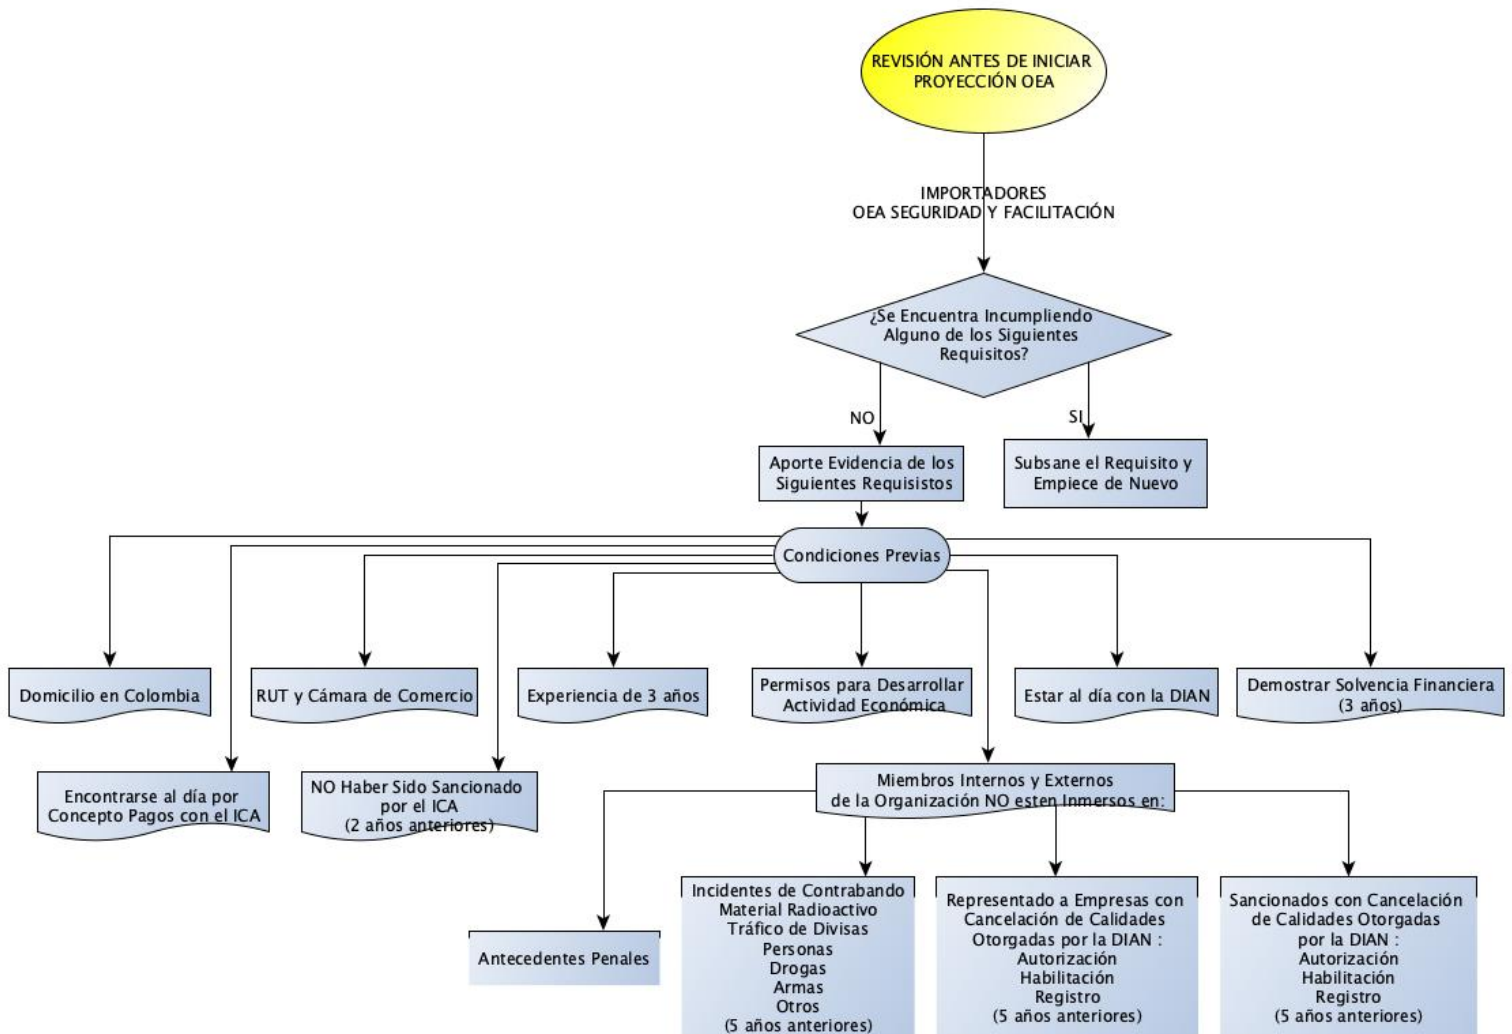 REVISIÓN ANTES DE INICIAR
PROYECCIÓN OEA
IMPORTADORES
OEA SEGURIDAD Y FACILITACIÓN
¿Se Encuentra Incumpliendo
Alguno de los Siguientes
Requisitos?
NO
SI
Aporte Evidencia de los
Siguientes Requisistos
Subsane el Requisito y
Empiece de Nuevo
Condiciones Previas
Domicilio en Colombia
RUT y Cámara de Comercio
Experiencia de 3 años
Permisos para Desarrollar
Actividad Económica
Estar al día con la DIAN
Demostrar Solvencia Financiera
(3 años)
Encontrarse al día por
Concepto Pagos con el ICA
NO Haber Sido Sancionado
por el ICA
(2 años anteriores)
Miembros Internos y Externos
de la Organización NO esten Inmersos en:
Antecedentes Penales
Incidentes de Contrabando
Material Radioactivo
Tráfico de Divisas
Personas
Drogas
Armas
Otros
(5 años anteriores)
Representado a Empresas con
Cancelación de Calidades
Otorgadas por la DIAN :
Autorización
Habilitación
Registro
(5 años anteriores)
Sancionados con Cancelación
de Calidades Otorgadas
por la DIAN :
Autorización
Habilitación
Registro
(5 años anteriores)